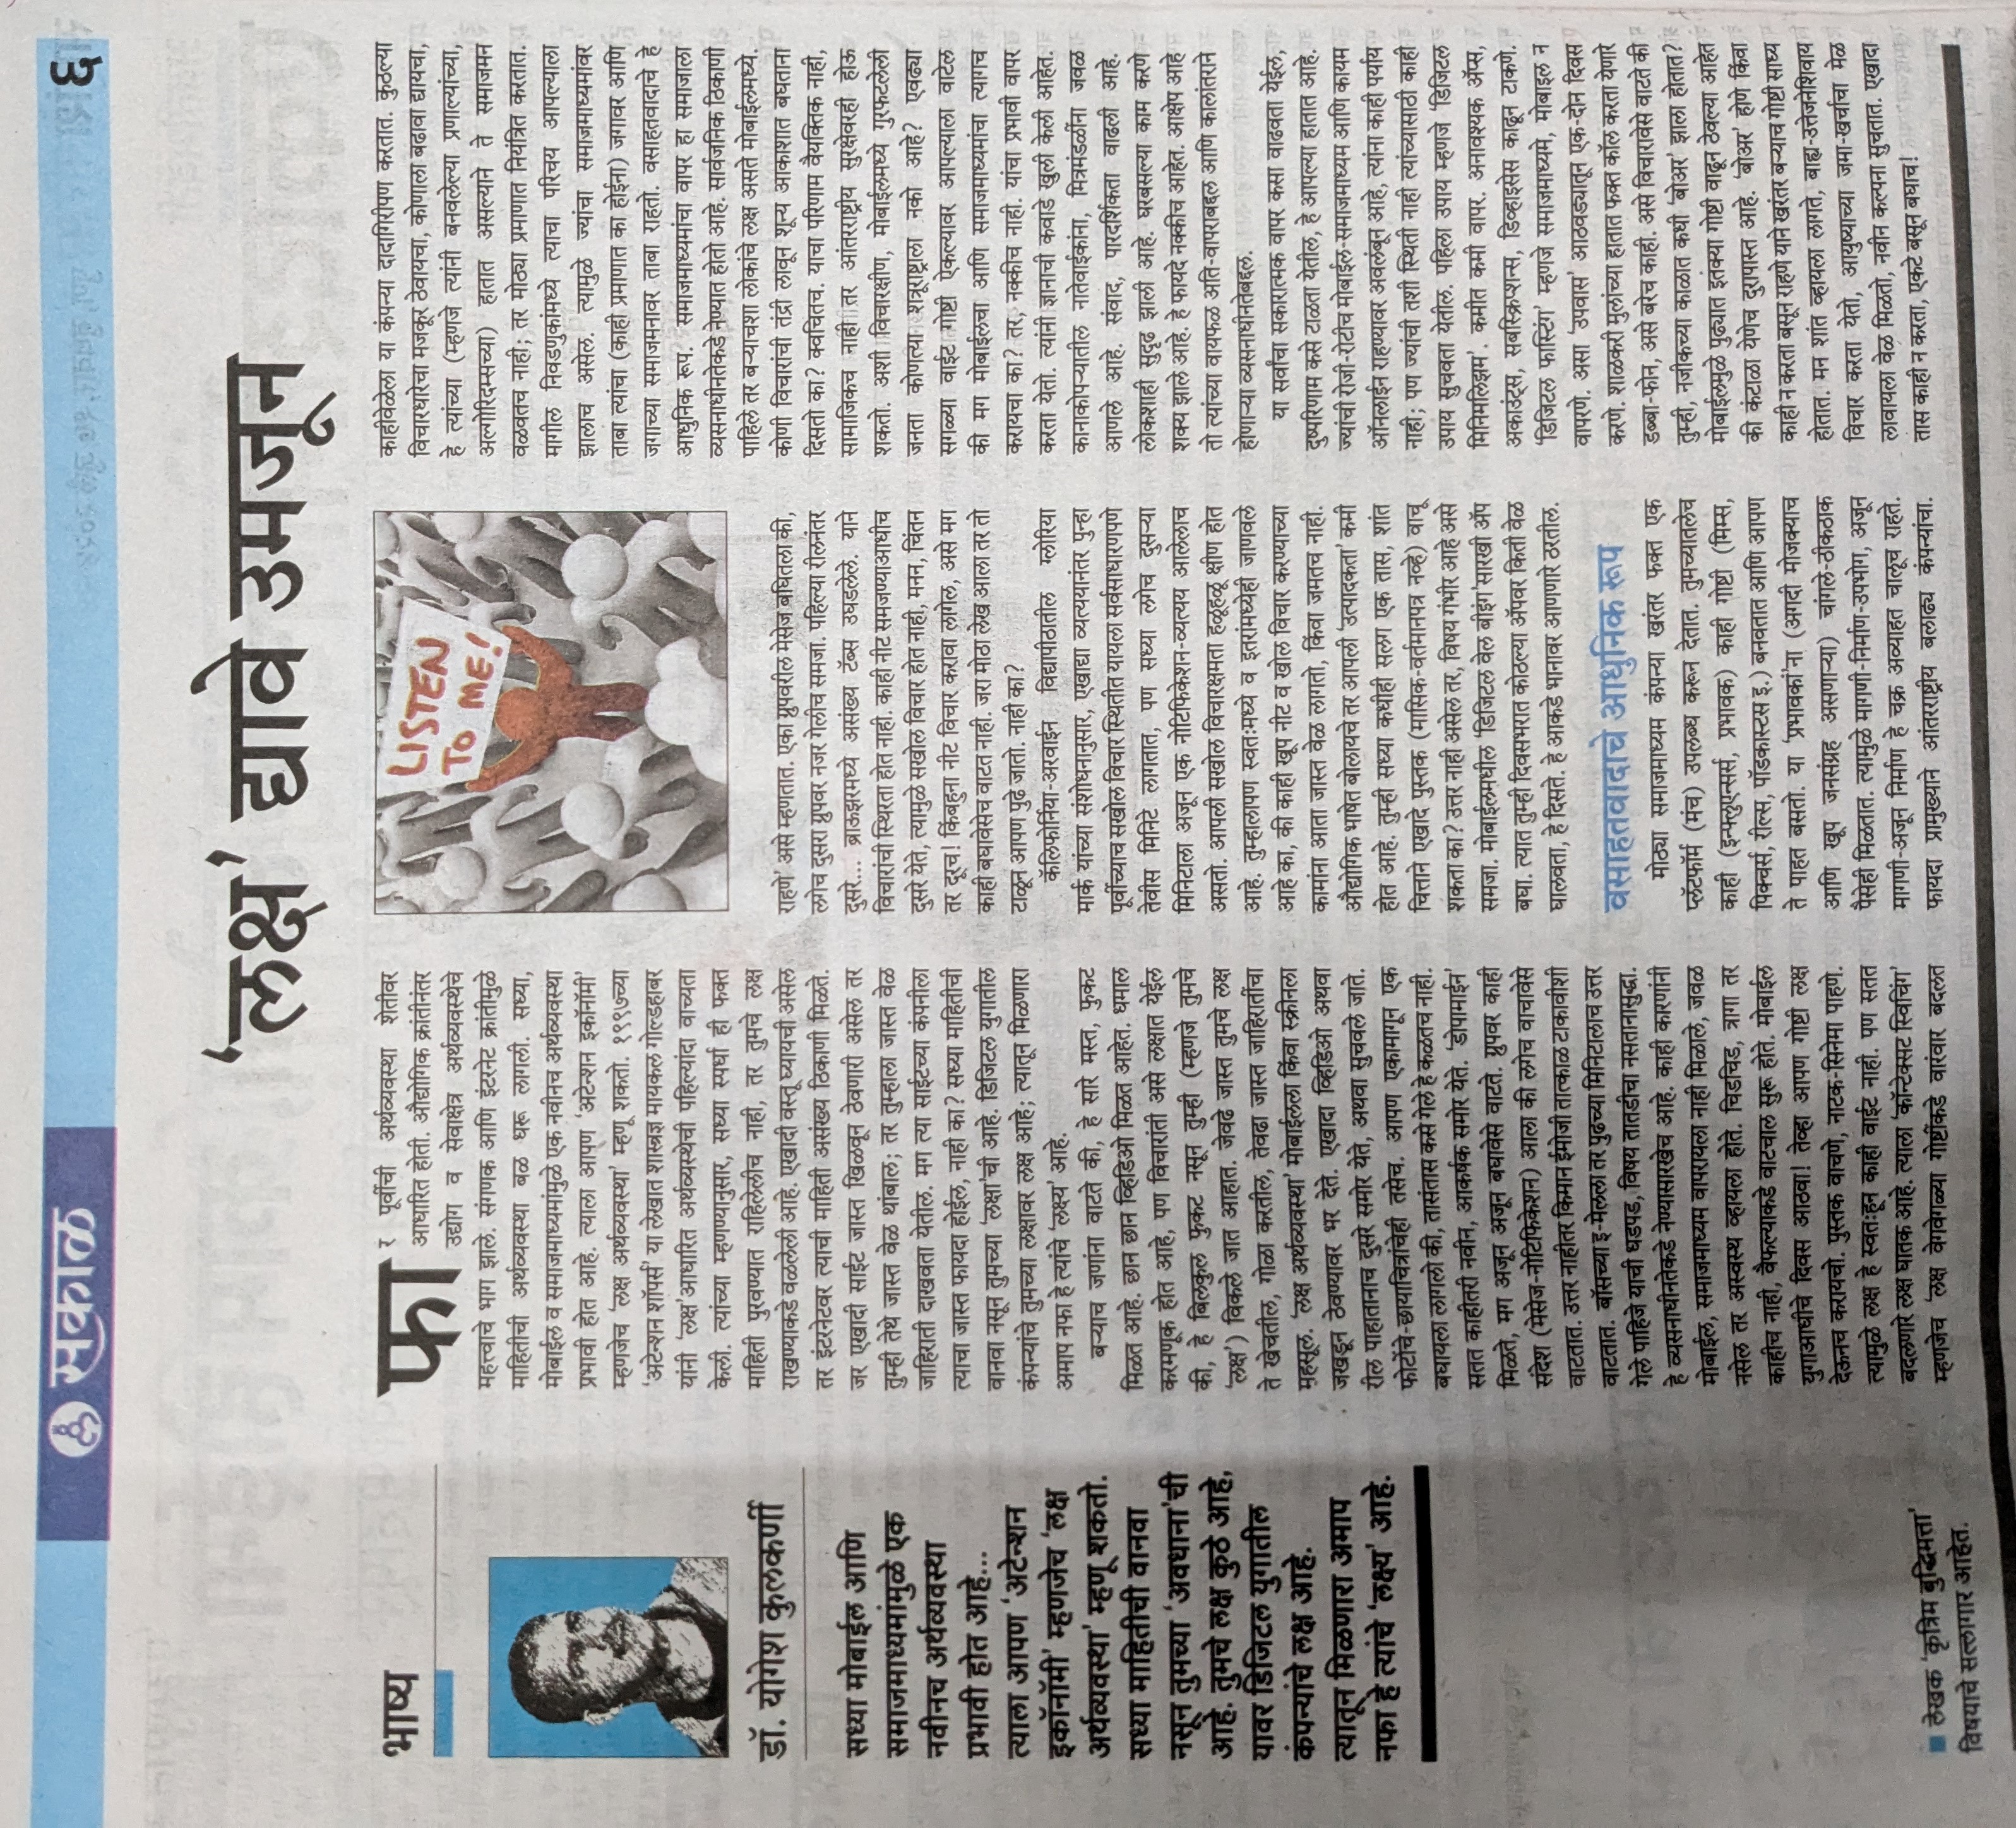 सकाळ
६
‘लक्ष’ द्यावे उमजून
भाष्य
डॉ. योगेश कुलकर्णी
सध्या मोबाईल आणि
समाजमाध्यमांमुळे एक
नवीनच अर्थव्यवस्था
प्रभावी होत आहे...
त्याला आपण ‘अटेन्शन
इकॉनॉमी’ म्हणजेच ‘लक्ष
अर्थव्यवस्था’ म्हणू शकतो.
सध्या माहितीची वानवा
नसून तुमच्या ‘अवधाना’ची
आहे. तुमचे लक्ष कुठे आहे,
यावर डिजिटल युगातील
कंपन्यांचे लक्ष आहे.
त्यातून मिळणारा अमाप
नफा हे त्यांचे ‘लक्ष्य’ आहे.
लेखक ‘कृत्रिम बुद्धिमत्ता’
विषयाचे सल्लागार आहेत.
फार पूर्वीची अर्थव्यवस्था शेतीवर
आधारित होती. औद्योगिक क्रांतीनंतर
उद्योग व सेवाक्षेत्र अर्थव्यवस्थेचे
महत्त्वाचे भाग झाले. संगणक आणि इंटरनेट क्रांतीमुळे
माहितीची अर्थव्यवस्था बळ धरू लागली. सध्या,
मोबाईल व समाजमाध्यमांमुळे एक नवीनच अर्थव्यवस्था
प्रभावी होत आहे. त्याला आपण ‘अटेन्शन इकॉनॉमी’
म्हणजेच ‘लक्ष अर्थव्यवस्था’ म्हणू शकतो. १९९७च्या
‘अटेन्शन शॉपर्स’ या लेखात शास्त्रज्ञ मायकल गोल्डहाबर
यांनी ‘लक्ष’आधारित अर्थव्यस्थेची पहिल्यांदा वाच्यता
केली. त्यांच्या म्हणण्यानुसार, सध्या स्पर्धा ही फक्त
माहिती पुरवण्यात राहिलेलीच नाही, तर तुमचे लक्ष
राखण्याकडे वळलेली आहे. एखादी वस्तू घ्यायची असेल
तर इंटरनेटवर त्याची माहिती असंख्य ठिकाणी मिळते.
जर एखादी साईट जास्त खिळवून ठेवणारी असेल तर
तुम्ही तेथे जास्त वेळ थांबाल; तर तुम्हाला जास्त वेळ
जाहिराती दाखवता येतील. मग त्या साईटच्या कंपनीला
त्याचा जास्त फायदा होईल, नाही का? सध्या माहितीची
वानवा नसून तुमच्या ‘लक्षा’ची आहे. डिजिटल युगातील
कंपन्यांचे तुमच्या लक्षावर लक्ष आहे; त्यातून मिळणारा
अमाप नफा हे त्यांचे ‘लक्ष्य’ आहे.
बऱ्याच जणांना वाटते की, हे सारे मस्त, फुकट
मिळत आहे. छान छान व्हिडिओ मिळत आहेत. धमाल
करमणूक होत आहे, पण विचारांती असे लक्षात येईल
की, हे बिलकुल फुकट नसून तुम्ही (म्हणजे तुमचे
‘लक्ष’) विकले जात आहात. जेवढे जास्त तुमचे लक्ष
ते खेचतील, गोळा करतील, तेवढा जास्त जाहिरातींचा
महसूल. ‘लक्ष अर्थव्यवस्था’ मोबाईलला किंवा स्क्रीनला
जखडून ठेवण्यावर भर देते. एखादा व्हिडिओ अथवा
रील पाहातानाच दुसरे समोर येते, अथवा सुचवले जाते.
फोटोंचे-छायाचित्रांचेही तसेच. आपण एकामागून एक
बघायला लागलो की, तासंतास कसे गेले हे कळतच नाही.
सतत काहीतरी नवीन, आकर्षक समोर येते. ‘डोपामाईन’
मिळते, मग अजून अजून बघावेसे वाटते. ग्रुपवर काही
संदेश (मेसेज-नोटिफिकेशन) आला की लगेच वाचावेसे
वाटतात. उत्तर नाहीतर किमान ईमोजी तात्काळ टाकावीशी
वाटतात. बॉसच्या इ-मेलला तर पुढच्या मिनिटालाच उत्तर
गेले पाहिजे याची धडपड, विषय तातडीचा नसतानासुद्धा.
हे व्यसनाधीनतेकडे नेण्यासारखेच आहे. काही कारणांनी
मोबाईल, समाजमाध्यम वापरायला नाही मिळाले, जवळ
नसेल तर अस्वस्थ व्हायला होते. चिडचिड, त्रागा तर
काहीच नाही, वैफल्याकडे वाटचाल सुरू होते. मोबाईल
युगाआधीचे दिवस आठवा! तेव्हा आपण गोष्टी लक्ष
देऊनच करायचो. पुस्तक वाचणे, नाटक-सिनेमा पाहणे.
त्यामुळे लक्ष हे स्वतःहून काही वाईट नाही. पण सतत
बदलणारे लक्ष घातक आहे. त्याला ‘कॉन्टेक्सट स्विचिंग’
म्हणजेच ‘लक्ष वेगवेगळ्या गोष्टींकडे वारंवार बदलत
LISTEN
TO ME!
राहणे’ असे म्हणतात. एका ग्रुपवरील मेसेज बघितला की,
लगेच दुसरा ग्रुपवर नजर गेलीच समजा. पहिल्या रीलनंतर
दुसरे... ब्राऊझरमध्ये असंख्य टॅब्स उघडलेले. याने
विचारांची स्थिरता होत नाही. काही नीट समजण्याआधीच
दुसरे येते, त्यामुळे सखोल विचार होत नाही, मनन, चिंतन
तर दूरच! किंबहुना नीट विचार करावा लागेल, असे मग
काही बघावेसेच वाटत नाही. जरा मोठा लेख आला तर तो
टाळून आपण पुढे जातो. नाही का?
कॅलिफोर्निया-अरवाईन विद्यापीठातील ग्लोरिया
मार्क यांच्या संशोधनानुसार, एखाद्या व्यत्ययानंतर पुन्हा
पूर्वीच्याच सखोल विचार स्थितीत यायला सर्वसाधारणपणे
तेवीस मिनिटे लागतात, पण सध्या लगेच दुसऱ्या
मिनिटाला अजून एक नोटिफिकेशन-व्यत्यय आलेलाच
असतो. आपली सखोल विचारक्षमता हळूहळू क्षीण होत
आहे. तुम्हालापण स्वतःमध्ये व इतरांमध्येही जाणवले
आहे का, की काही खूप नीट व खोल विचार करण्याच्या
कामांना आता जास्त वेळ लागतो, किंवा जमतच नाही.
औद्योगिक भाषेत बोलायचे तर आपली ‘उत्पादकता’ कमी
होत आहे. तुम्ही सध्या कधीही सलग एक तास, शांत
चित्ताने एखादे पुस्तक (मासिक-वर्तमानपत्र नव्हे) वाचू
शकता का? उत्तर नाही असेल तर, विषय गंभीर आहे असे
समजा. मोबाईलमधील ‘डिजिटल वेल बीइंग’सारखी ॲप
बघा. त्यात तुम्ही दिवसभरात कोठल्या ॲपवर किती वेळ
घालवता, हे दिसते. हे आकडे भानावर आणणारे ठरतील.
वसाहतवादाचे आधुनिक रूप
मोठ्या समाजमाध्यम कंपन्या खरंतर फक्त एक
प्लॅटफॉर्म (मंच) उपलब्ध करून देतात. तुमच्यातलेच
काही (इन्फ्लुएन्सर्स, प्रभावक) काही गोष्टी (मिम्स,
पिक्चर्स, रील्स, पॉडकास्टस इ.) बनवतात आणि आपण
ते पाहत बसतो. या ‘प्रभावकां’ना (अगदी मोजक्याच
आणि खूप जनसंग्रह असणाऱ्या) चांगले-ठीकठाक
पैसेही मिळतात. त्यामुळे मागणी-निर्माण-उपभोग, अजून
मागणी-अजून निर्माण हे चक्र अव्याहत चालूच राहते.
फायदा प्रामुख्याने आंतरराष्ट्रीय बलाढ्य कंपन्यांचा.
काहीवेळेला या कंपन्या दादागिरीपण करतात. कुठल्या
विचारधारेचा मजकूर ठेवायचा, कोणाला बढावा द्यायचा,
हे त्यांच्या (म्हणजे त्यांनी बनवलेल्या प्रणाल्यांच्या,
अल्गोरिदम्सच्या) हातात असल्याने ते समाजमन
वळवतच नाही; तर मोठ्या प्रमाणात नियंत्रित करतात.
मागील निवडणुकांमध्ये त्याचा परिचय आपल्याला
झालाच असेल. त्यामुळे ज्यांचा समाजमाध्यमांवर
ताबा त्यांचा (काही प्रमाणात का होईना) जगावर आणि
जगाच्या समाजमनावर ताबा राहतो. वसाहतवादाचे हे
आधुनिक रूप. समाजमाध्यमांचा वापर हा समाजाला
व्यसनाधीनतेकडे नेण्यात होतो आहे. सार्वजनिक ठिकाणी
पाहिले तर बऱ्याचशा लोकांचे लक्ष असते मोबाईलमध्ये.
कोणी विचारांची तंद्री लावून शून्य आकाशात बघताना
दिसतो का? क्वचितच. याचा परिणाम वैयक्तिक नाही,
सामाजिकच नाही तर आंतरराष्ट्रीय सुरक्षेवरही होऊ
शकतो. अशी विचारक्षीण, मोबाईलमध्ये गुरफटलेली
जनता कोणत्या शत्रूराष्ट्राला नको आहे? एवढ्या
सगळ्या वाईट गोष्टी ऐकल्यावर आपल्याला वाटेल
की मग मोबाईलचा आणि समाजमाध्यमांचा त्यागच
करायचा का? तर, नक्कीच नाही. यांचा प्रभावी वापर
करता येतो. त्यांनी ज्ञानाची कवाडे खुली केली आहेत.
कानाकोपऱ्यातील नातेवाईकांना, मित्रमंडळींना जवळ
आणले आहे. संवाद, पारदर्शिकता वाढली आहे.
लोकशाही सुदृढ झाली आहे. घरबसल्या काम करणे
शक्य झाले आहे. हे फायदे नक्कीच आहेत. आक्षेप आहे
तो त्यांच्या वायफळ अति-वापराबद्दल आणि कालांतराने
होणाऱ्या व्यसनाधीनतेबद्दल.
या सर्वांचा सकारात्मक वापर कसा वाढवता येईल,
दुष्परिणाम कसे टाळता येतील, हे आपल्या हातात आहे.
ज्यांची रोजी-रोटीच मोबाईल-समाजमाध्यम आणि कायम
ऑनलाईन राहण्यावर अवलंबून आहे, त्यांना काही पर्याय
नाही; पण ज्यांची तशी स्थिती नाही त्यांच्यासाठी काही
उपाय सुचवता येतील. पहिला उपाय म्हणजे ‘डिजिटल
मिनिमलिझम’. कमीत कमी वापर. अनावश्यक ॲप्स,
अकाउंट्स, सबस्क्रिप्शन्स, डिव्हाइसेस काढून टाकणे.
‘डिजिटल फास्टिंग’ म्हणजे समाजमाध्यमे, मोबाइल न
वापरणे. असा ‘उपवास’ आठवड्यातून एक-दोन दिवस
करणे. शाळकरी मुलांच्या हातात फक्त कॉल करता येणारे
डब्बा-फोन, असे बरेच काही. असे विचारावेसे वाटते की
तुम्ही, नजीकच्या काळात कधी ‘बोअर’ झाला होतात?
मोबाईलमुळे पुढ्यात इतक्या गोष्टी वाढून ठेवल्या आहेत
की कंटाळा येणेच दुरापास्त आहे. ‘बोअर’ होणे किंवा
काही न करता बसून राहणे याने खरंतर बऱ्याच गोष्टी साध्य
होतात. मन शांत व्हायला लागते, बाह्य-उत्तेजनेशिवाय
विचार करता येतो, आयुष्याच्या जमा-खर्चाचा मेळ
लावायला वेळ मिळतो, नवीन कल्पना सुचतात. एखादा
तास काही न करता, एकटे बसून बघाच!